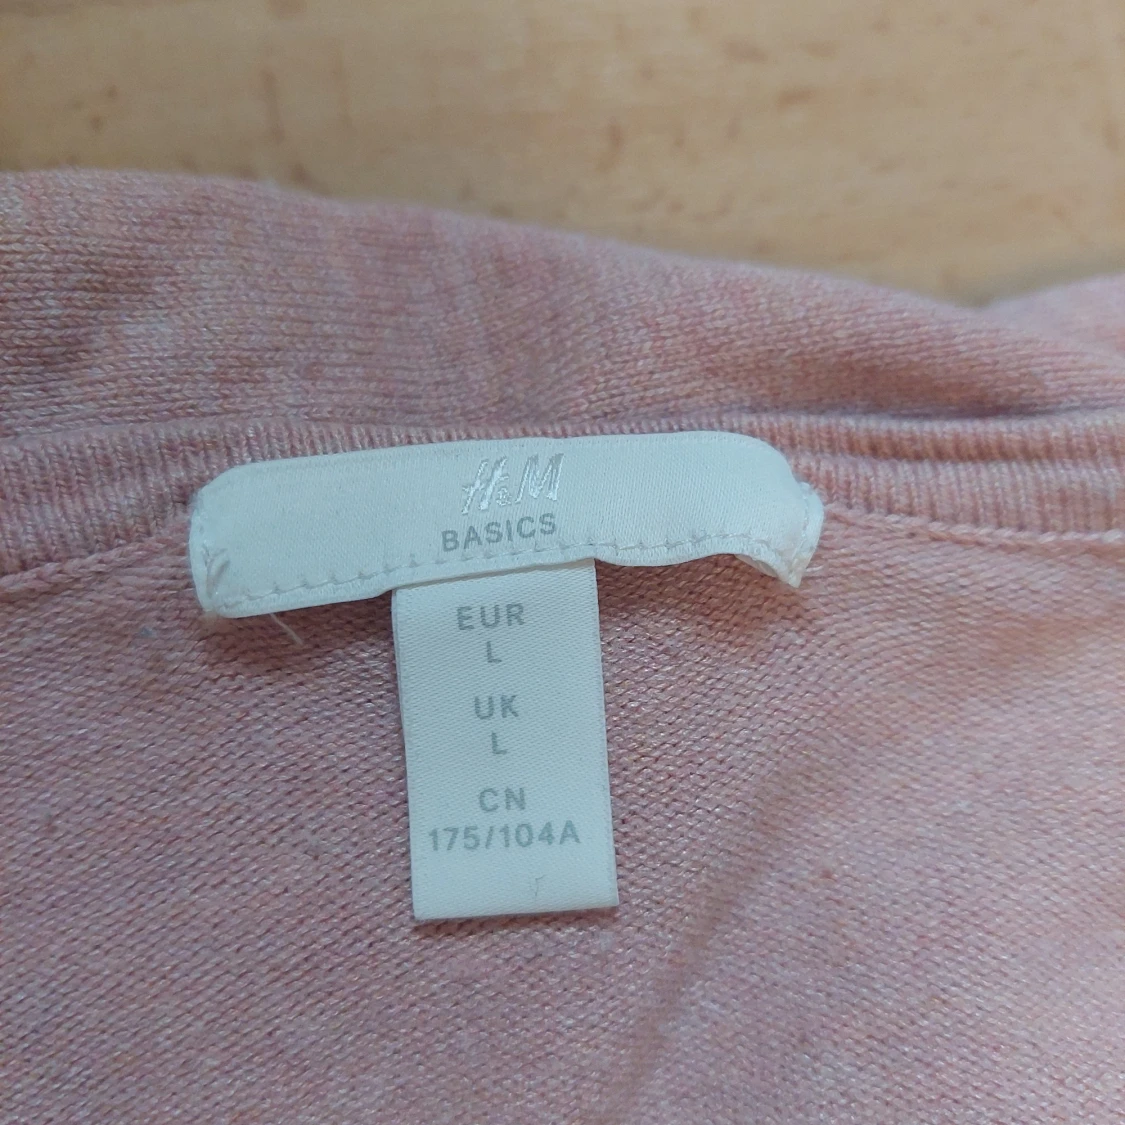 H&M
BASICS
EUR
L
UK
L
CN
175/104A